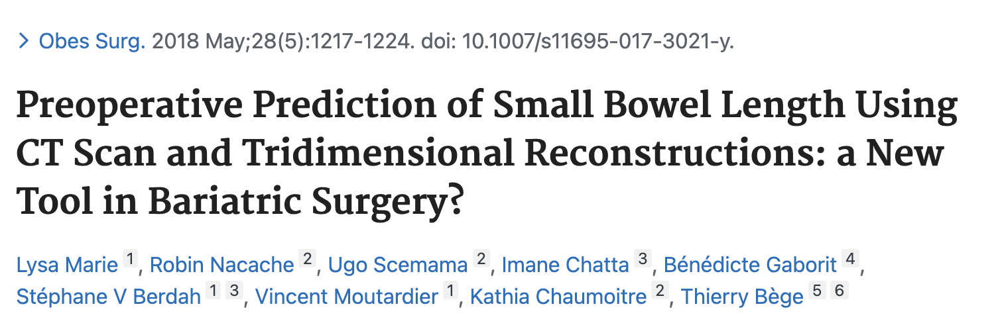 > Obes Surg. 2018 May;28(5):1217-1224. doi: 10.1007/s11695-017-3021-y.
Preoperative Prediction of Small Bowel Length Using
CT Scan and Tridimensional Reconstructions: a New
Tool in Bariatric Surgery?
Lysa Marie 1, Robin Nacache 2, Ugo Scemama 2, Imane Chatta 3, Bénédicte Gaborit 4,
Stéphane V Berdah 1 3, Vincent Moutardier 1, Kathia Chaumoitre 2, Thierry Bège 5 6